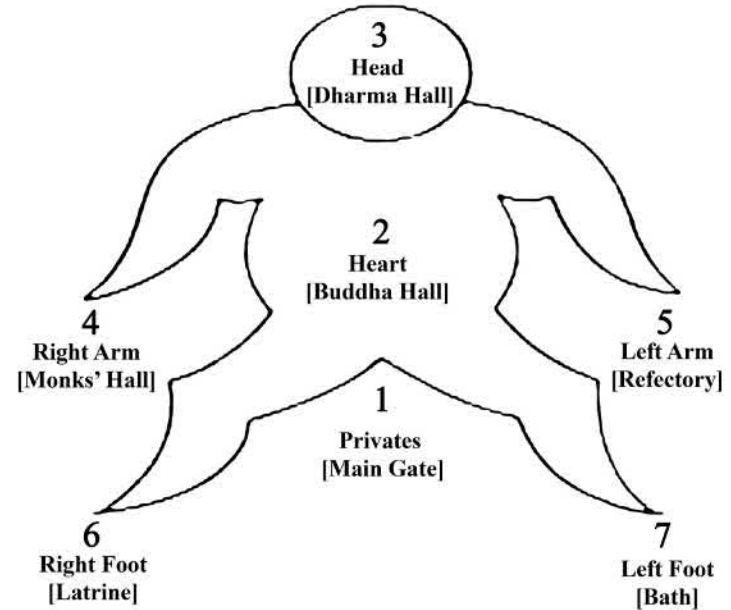 3
Head
[Dharma Hall]
2
Heart
[Buddha Hall]
4
Right Arm
[Monks' Hall]
5
Left Arm
[Refectory]
1
Privates
[Main Gate]
6
Right Foot
[Latrine]
7
Left Foot
[Bath]